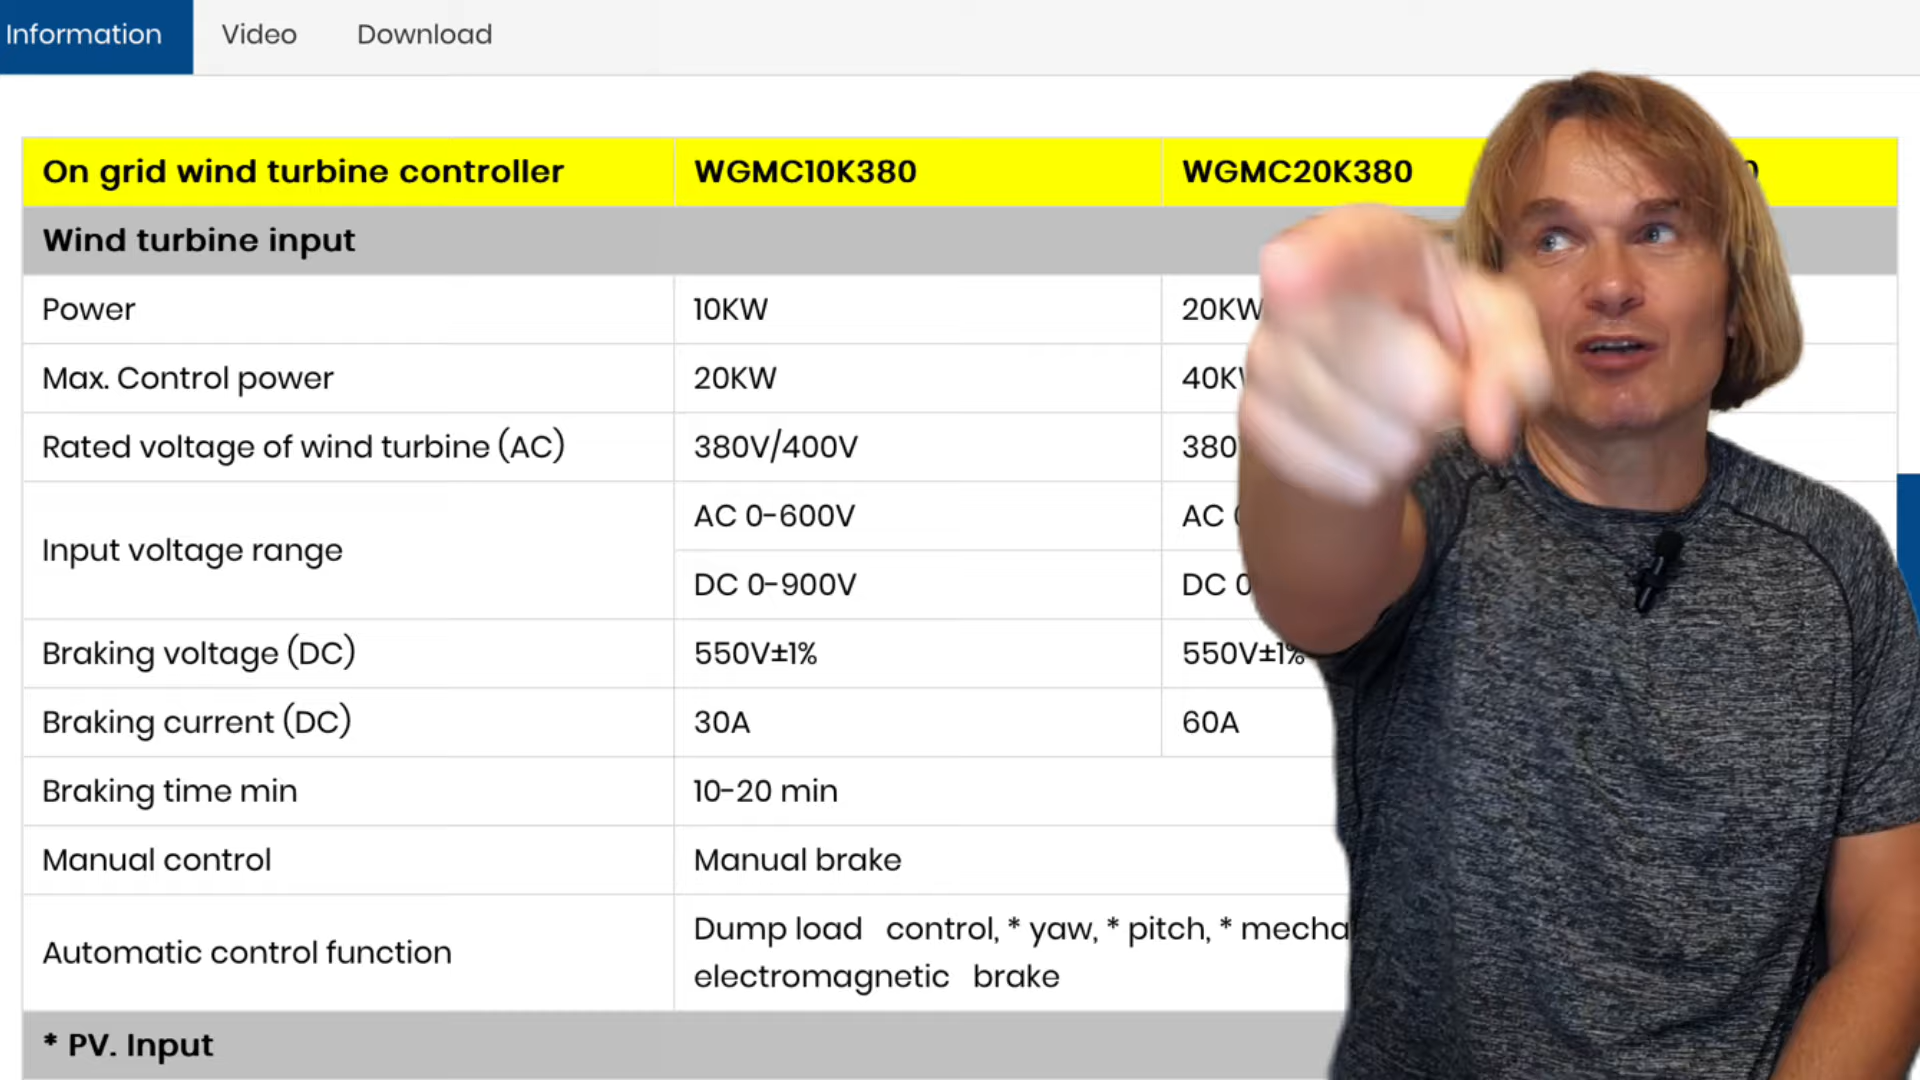 Information Video Download
On grid wind turbine controller WGMC10K380 WGMC20K380
Wind turbine input
Power 10KW 20KW
Max. Control power 20KW
Rated voltage of wind turbine (AC) 380V/400V
Input voltage range
AC 0-600V AC
DC 0-900V DC
Braking voltage (DC) 550V±1% 550V±1%
Braking current (DC) 30A 60A
Braking time min 10-20 min
Manual control Manual brake
Automatic control function
Dump load control, * yaw, * pitch, *
electromagnetic brake
* PV. Input